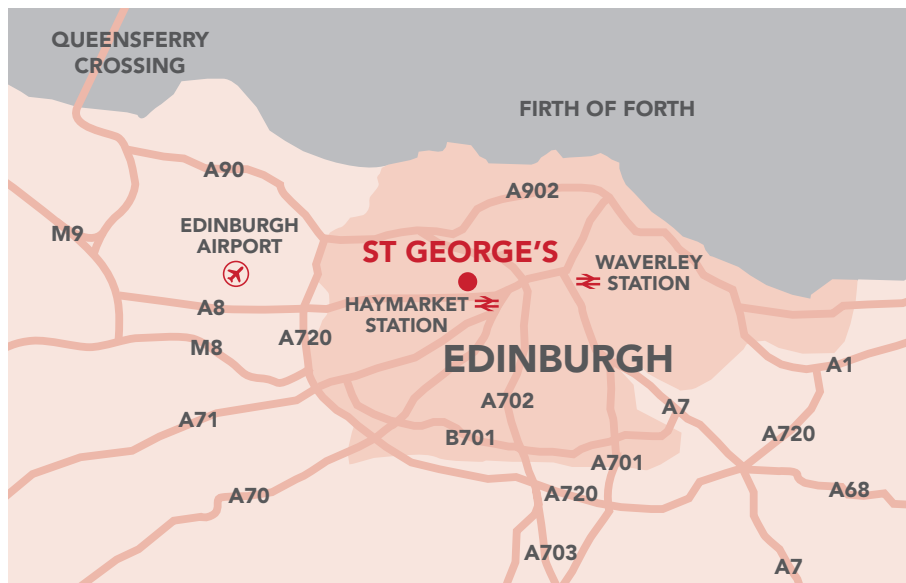 QUEENSFERRY
CROSSING
FIRTH OF FORTH
A90
A902
M9
EDINBURGH
AIRPORT
ST GEORGE'S
WAVERLEY
STATION
A8
HAYMARKET
STATION
A720
M8
EDINBURGH
A1
A702
A7
A71
B701
A720
A701
A70
A720
A68
A703
A7